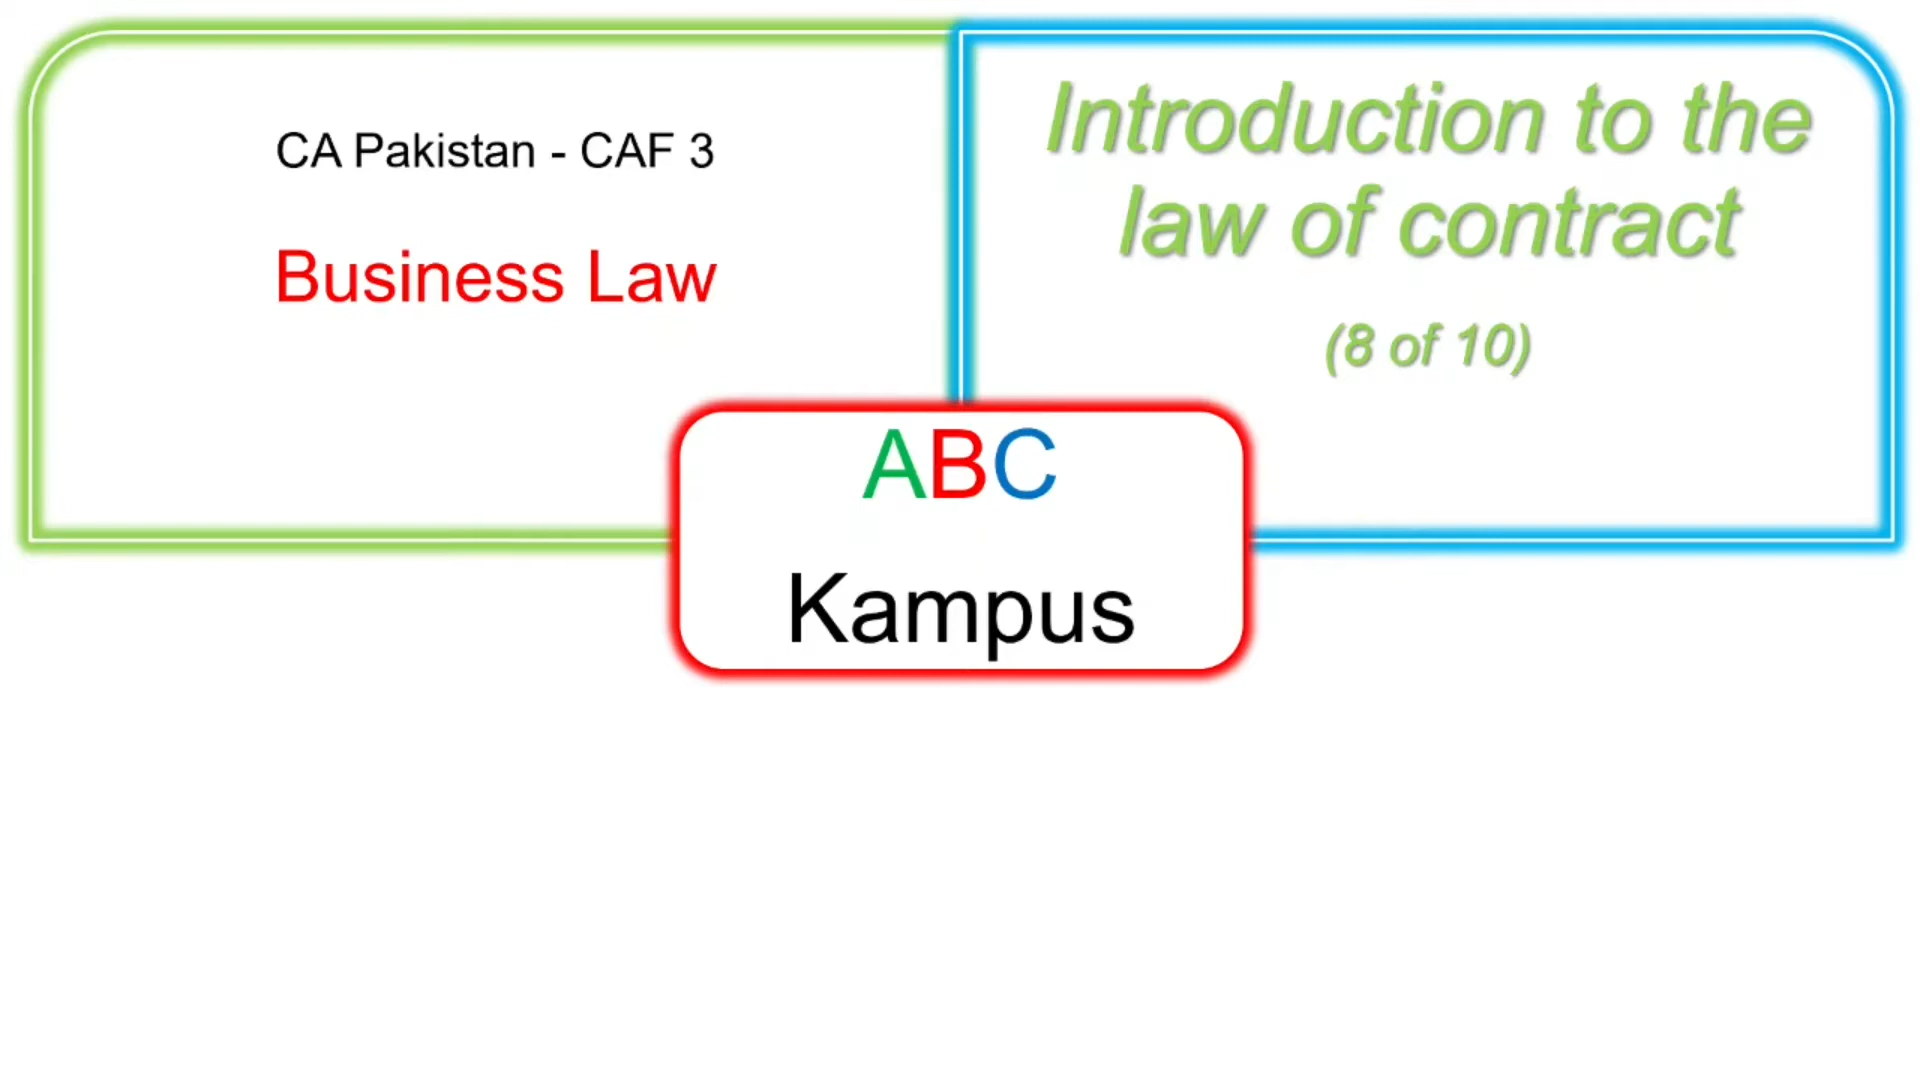 CA Pakistan - CAF 3
Business Law
Introduction to the
law of contract
(8 of 10)
ABC
Kampus